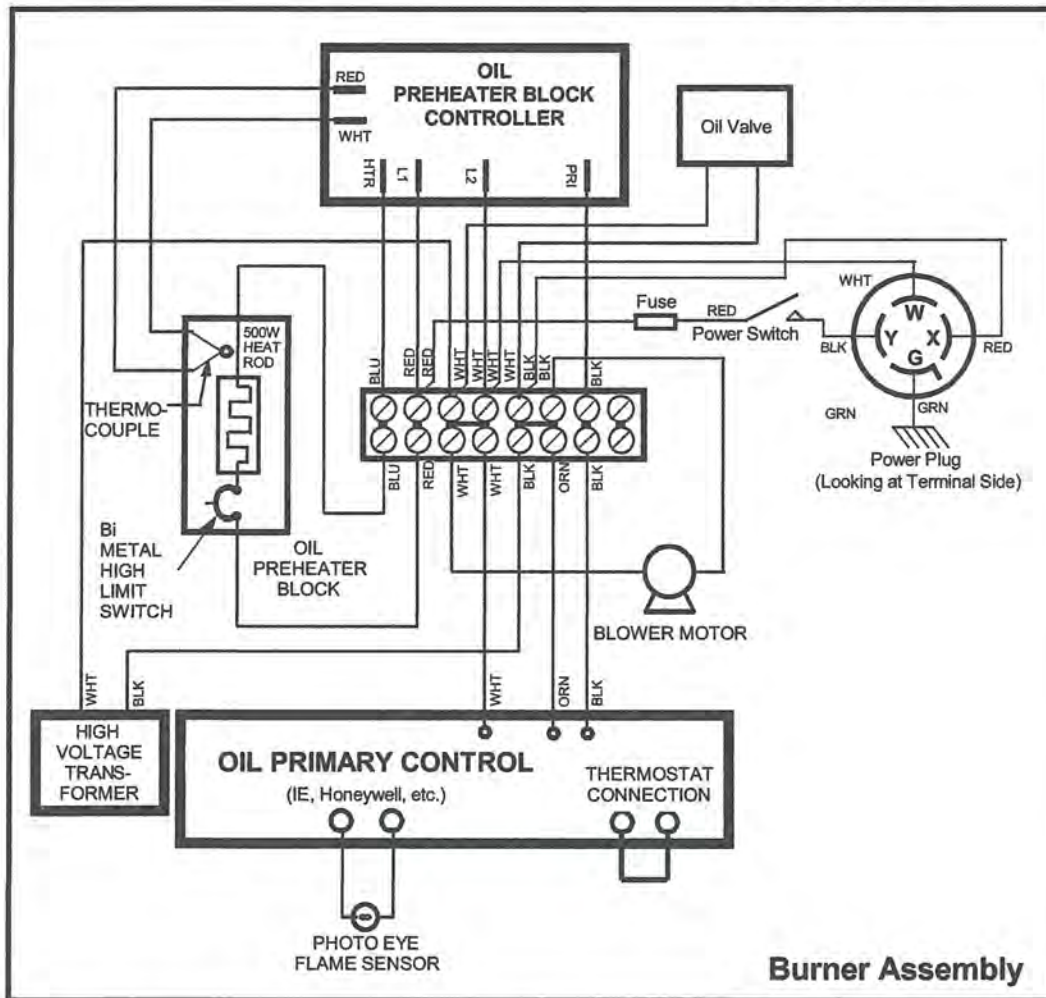 OIL
PREHEATER BLOCK
CONTROLLER
RED
WHT
HTR
L1
L2
PRI
Oil Valve
WHT
Fuse
RED
Power Switch
BLK
W
Y
X
G
RED
GRN
GRN
Power Plug
(Looking at Terminal Side)
500W
HEAT
ROD
THERMO-
COUPLE
Bi
METAL
HIGH
LIMIT
SWITCH
OIL
PREHEATER
BLOCK
BLU
RED
RED
WHT
WHT
WHT
BLK
BLK
BLK
BLU
RED
WHT
WHT
BLK
ORN
BLK
BLOWER MOTOR
WHT
BLK
WHT
ORN
BLK
HIGH
VOLTAGE
TRANS-
FORMER
OIL PRIMARY CONTROL
(IE, Honeywell, etc.)
THERMOSTAT
CONNECTION
PHOTO EYE
FLAME SENSOR
Burner Assembly